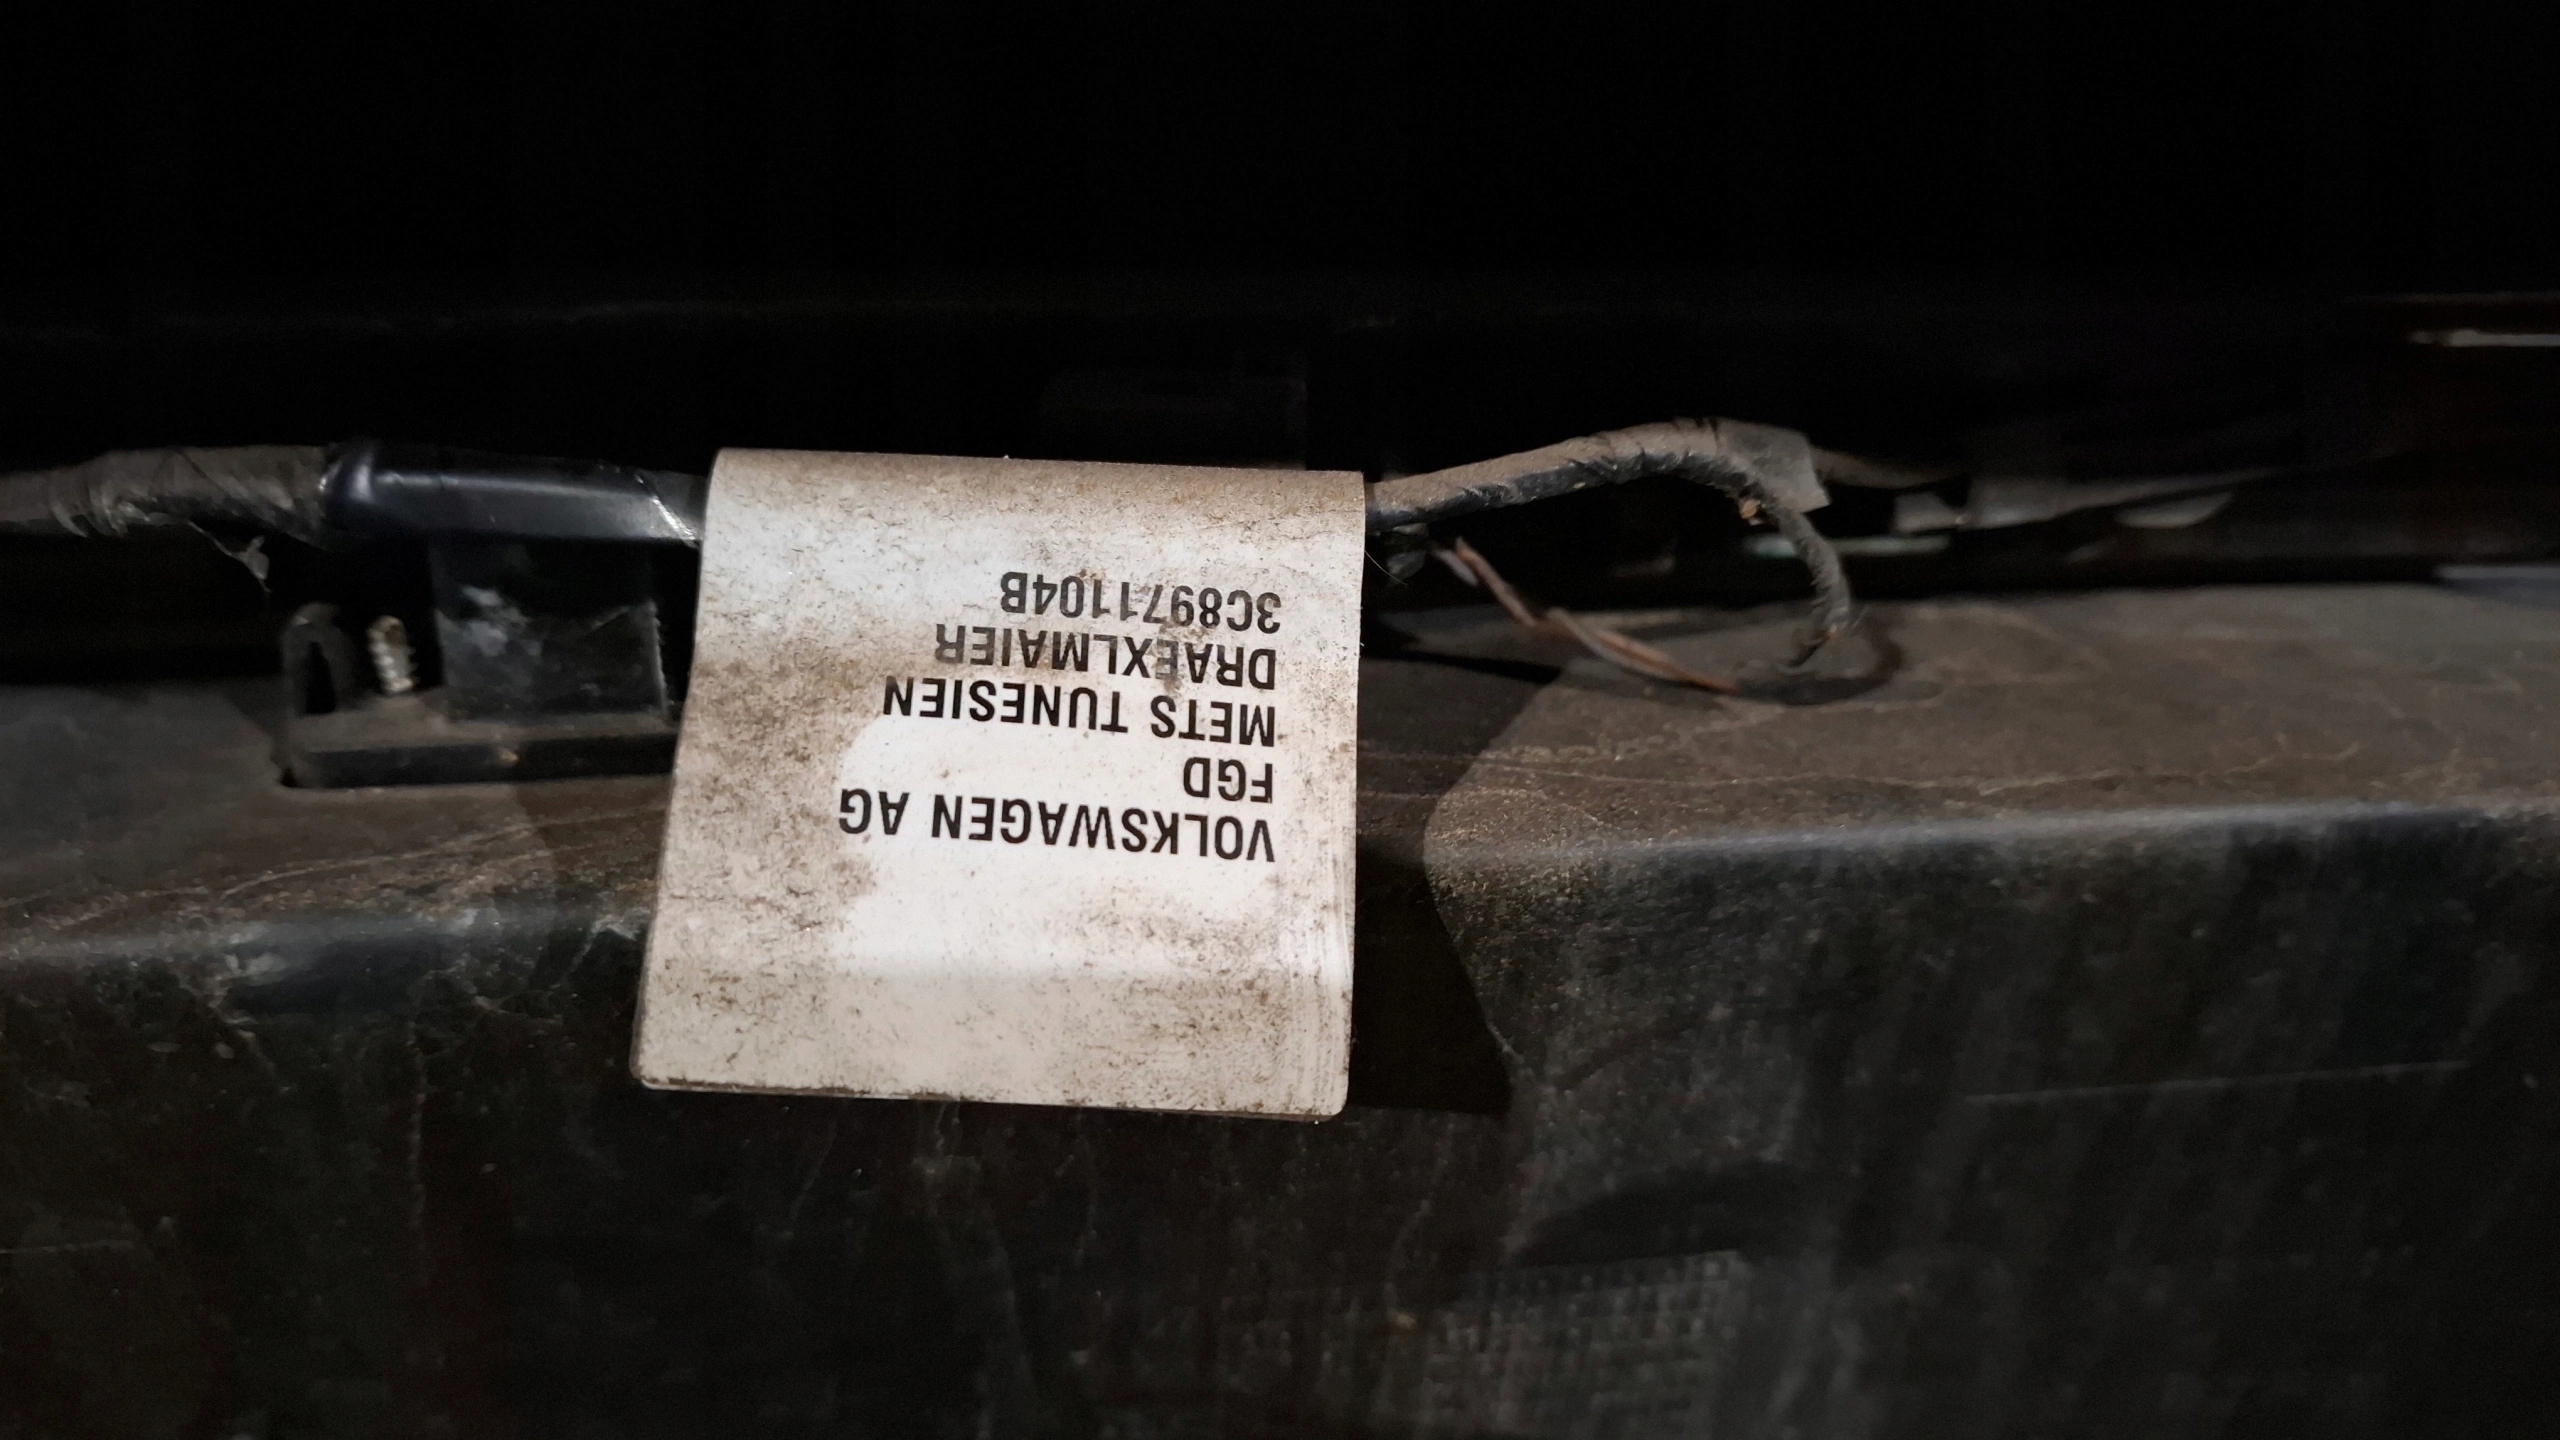 VOLKSWAGEN AG
FGD
METS TUNESIEN
DRAEXLMAIER
3C8971104B